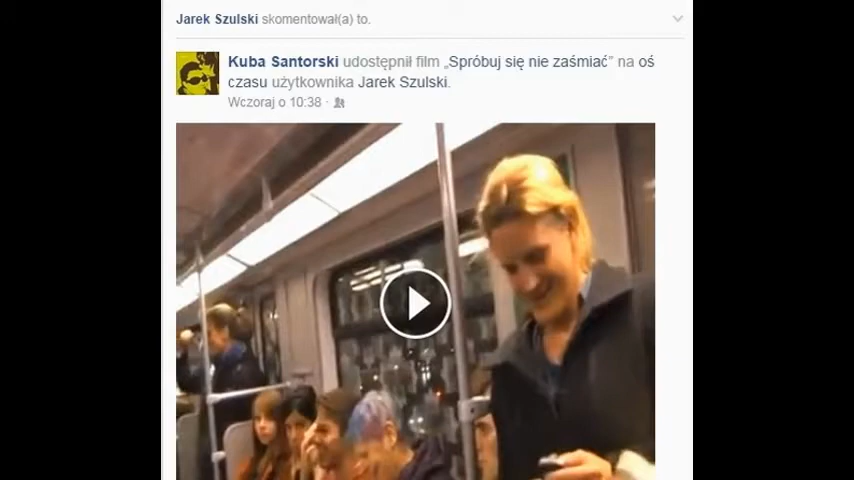 Jarek Szulski skomentował(a) to.
Kuba Santorski udostępnił film „Spróbuj się nie zaśmiać” na oś
czasu użytkownika Jarek Szulski.
Wczoraj o 10:38 ·